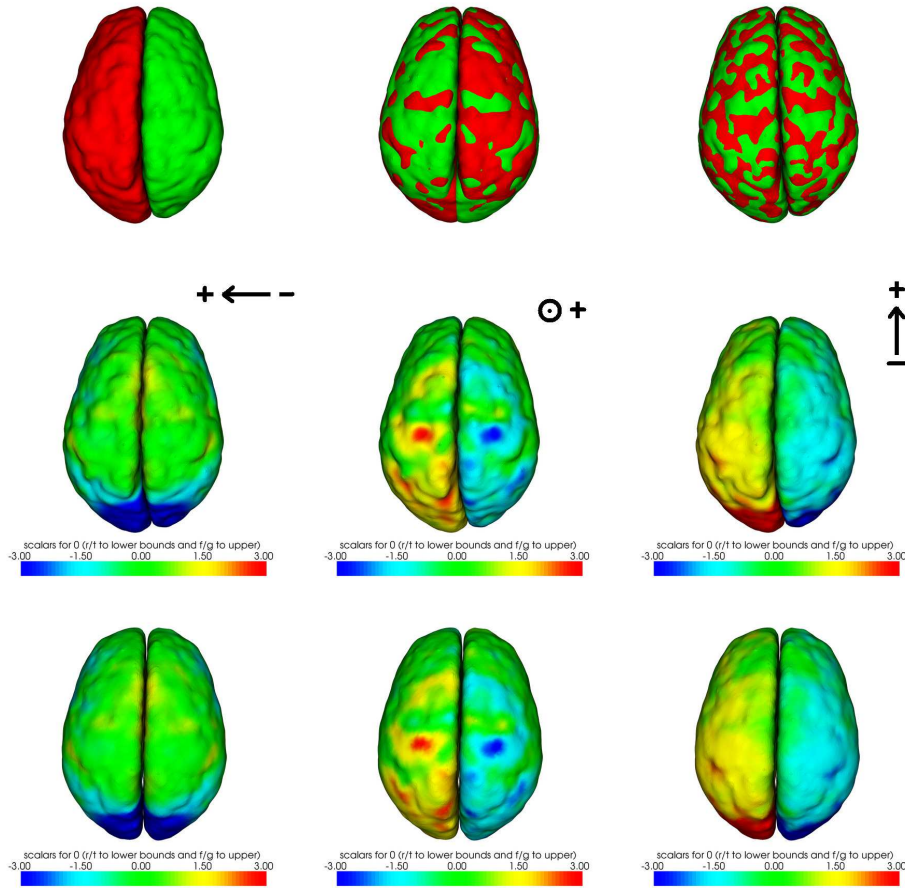 + -
+
+
-
scalars for 0 (r/t to lower bounds and f/g to upper) scalars for 0 (r/t to lower bounds and f/g to upper) scalars for 0 (r/t to lower bounds and f/g to upper)
-3.00 -1.50 0.00 1.50 3.00 -3.00 -1.50 0.00 1.50 3.00 -3.00 -1.50 0.00 1.50 3.00
scalars for 0 (r/t to lower bounds and f/g to upper) scalars for 0 (r/t to lower bounds and f/g to upper) scalars for 0 (r/t to lower bounds and f/g to upper)
-3.00 -1.50 0.00 1.50 3.00 -3.00 -1.50 0.00 1.50 3.00 -3.00 -1.50 0.00 1.50 3.00